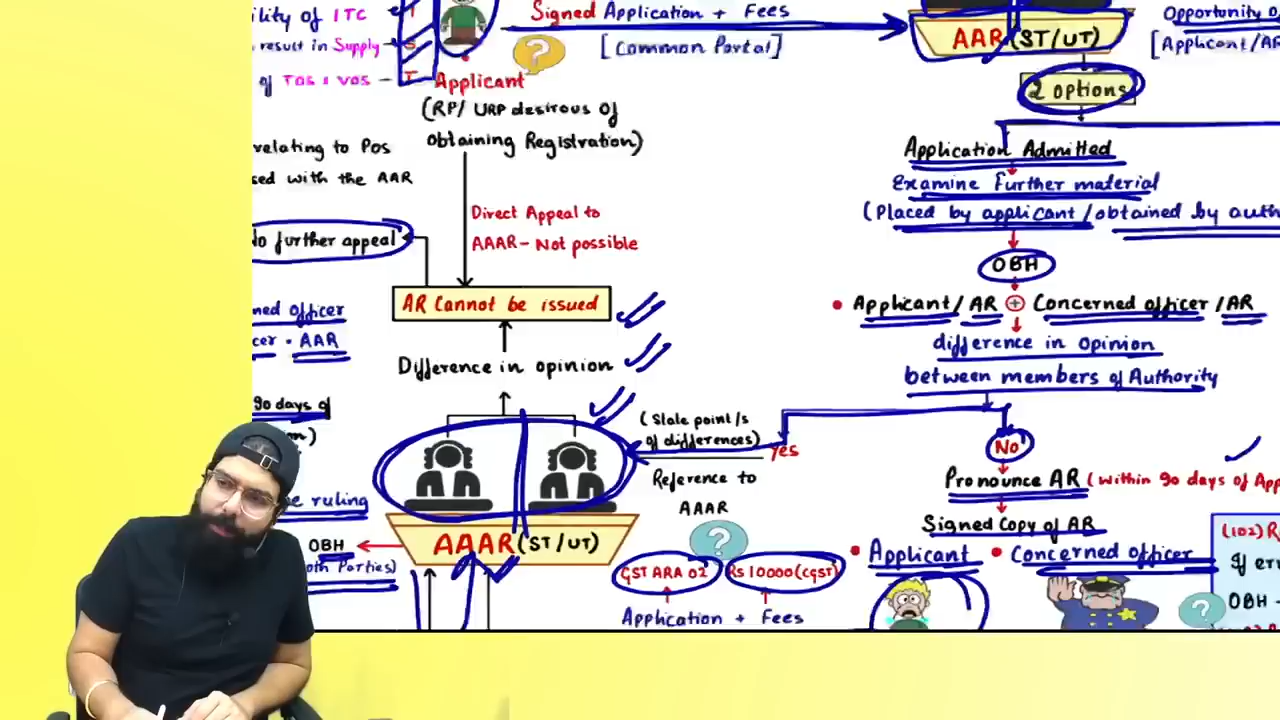 ility of ITC
result in Supply
of TOS & VOS
relating to Pos
sed with the AAR
No further appeal
ned officer
cer - AAR
90 days of
on)
ruling
OBH
oth Parties)
Signed Application + Fees
[Common Portal]
Applicant
(RP/ URP desirous of
obtaining Registration)
Direct Appeal to
AAAR - Not possible
AR Cannot be issued
Difference in opinion
AAAR (ST/UT)
(State point/s
of differences)
Reference to
AAAR
Yes
GST ARA 02
Rs 10000 (CGST)
Application + Fees
AAR (ST/UT)
Opportunity o
[Applicant/AR
2 options
Application Admitted
Examine Further material
(Placed by applicant/obtained by auth
OBH
• Applicant/ AR + Concerned officer /AR
difference in opinion
between members of Authority
No
Pronounce AR (within 90 days of App
Signed Copy of AR
• Applicant • Concerned officer
(102) R
If err
OBH -